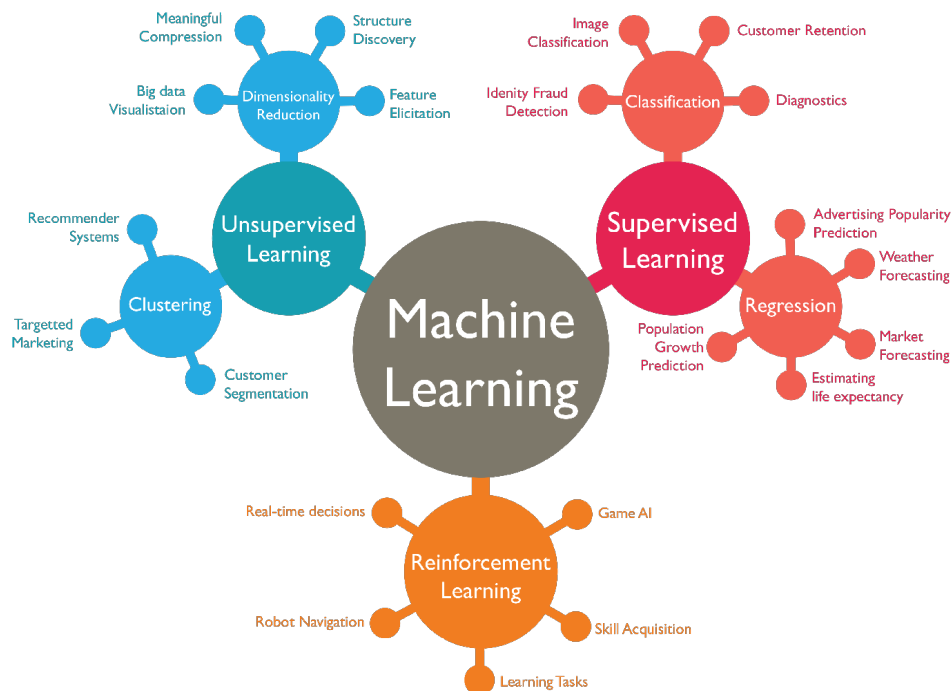 Meaningful
Compression
Structure
Discovery
Big data
Visualistaion
Dimensionality
Reduction
Feature
Elicitation
Image
Classification
Customer Retention
Idenity Fraud
Detection
Classification
Diagnostics
Recommender
Systems
Unsupervised
Learning
Clustering
Targetted
Marketing
Customer
Segmentation
Machine
Learning
Supervised
Learning
Advertising Popularity
Prediction
Weather
Forecasting
Regression
Population
Growth
Prediction
Market
Forecasting
Estimating
life expectancy
Real-time decisions
Game AI
Reinforcement
Learning
Robot Navigation
Skill Acquisition
Learning Tasks